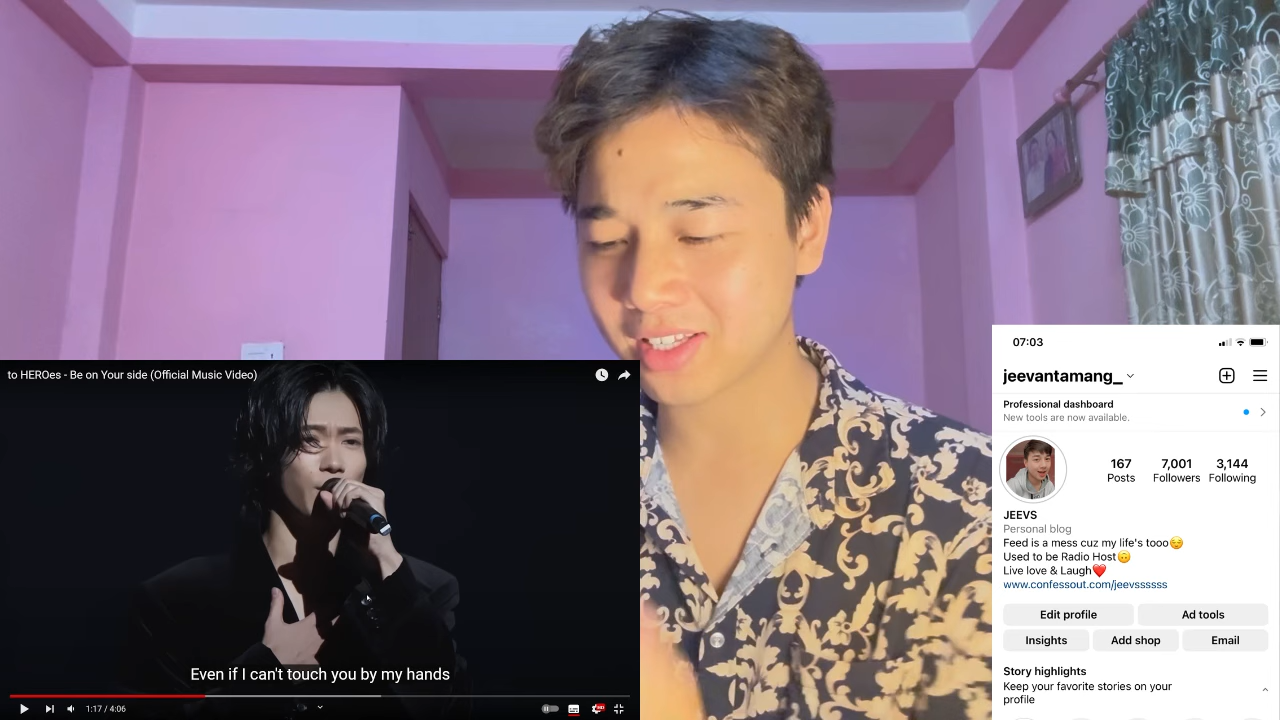 to HEROes - Be on Your side (Official Music Video)
Even if I can't touch you by my hands
1:17 / 4:06
07:03
jeevantamang_
Professional dashboard
New tools are now available.
167 7,001 3,144
Posts Followers Following
JEEVS
Personal blog
Feed is a mess cuz my life's tooo😏
Used to be Radio Host🙃
Live love & Laugh❤️
www.confessout.com/jeevssssss
Edit profile Ad tools
Insights Add shop Email
Story highlights
Keep your favorite stories on your
profile